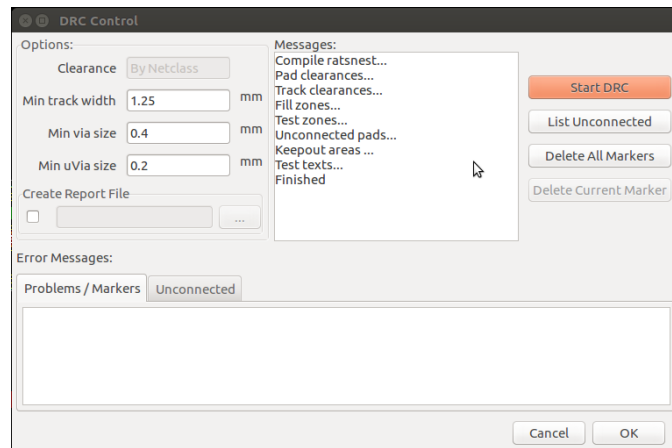 DRC Control
Options:
Clearance By Netclass
Min track width 1.25 mm
Min via size 0.4 mm
Min uVia size 0.2 mm
Create Report File
...
Messages:
Compile ratsnest...
Pad clearances...
Track clearances...
Fill zones...
Test zones...
Unconnected pads...
Keepout areas ...
Test texts...
Finished
Start DRC
List Unconnected
Delete All Markers
Delete Current Marker
Error Messages:
Problems / Markers Unconnected
Cancel OK